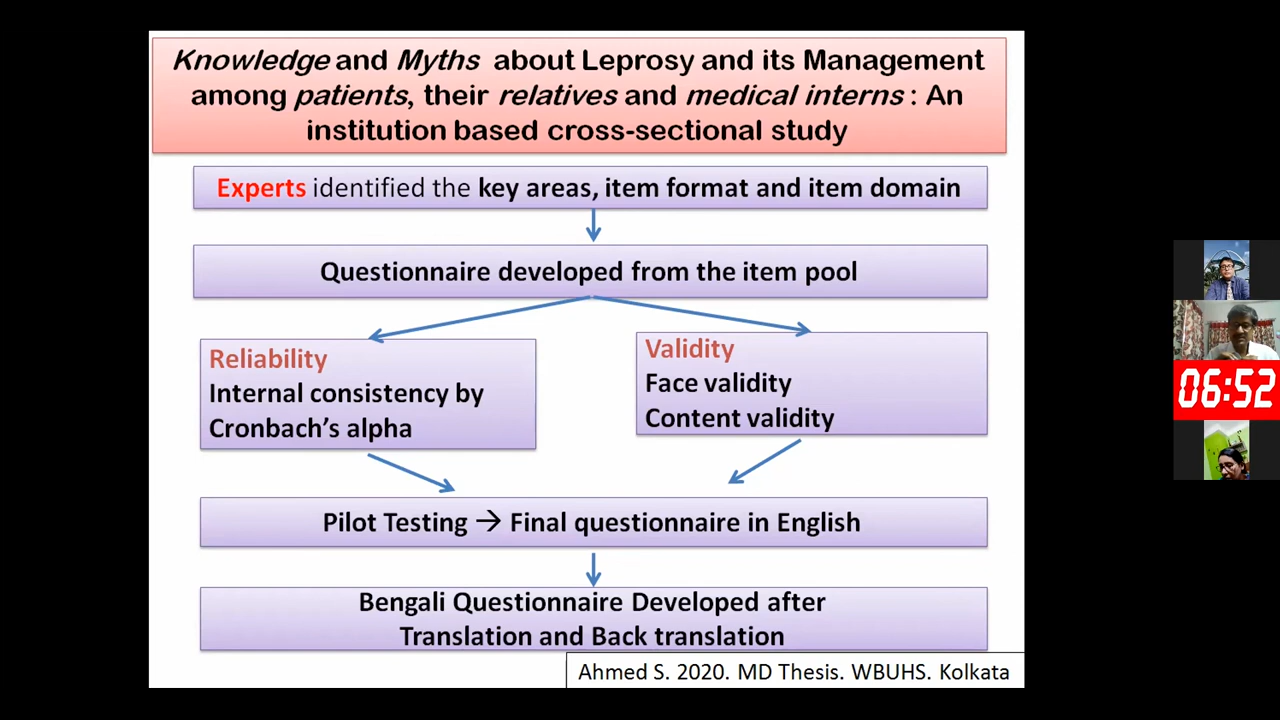 Knowledge and Myths about Leprosy and its Management
among patients, their relatives and medical interns : An
institution based cross-sectional study
Experts identified the key areas, item format and item domain
Questionnaire developed from the item pool
Reliability
Internal consistency by
Cronbach's alpha
Validity
Face validity
Content validity
Pilot Testing → Final questionnaire in English
Bengali Questionnaire Developed after
Translation and Back translation
Ahmed S. 2020. MD Thesis. WBUHS. Kolkata
06:52